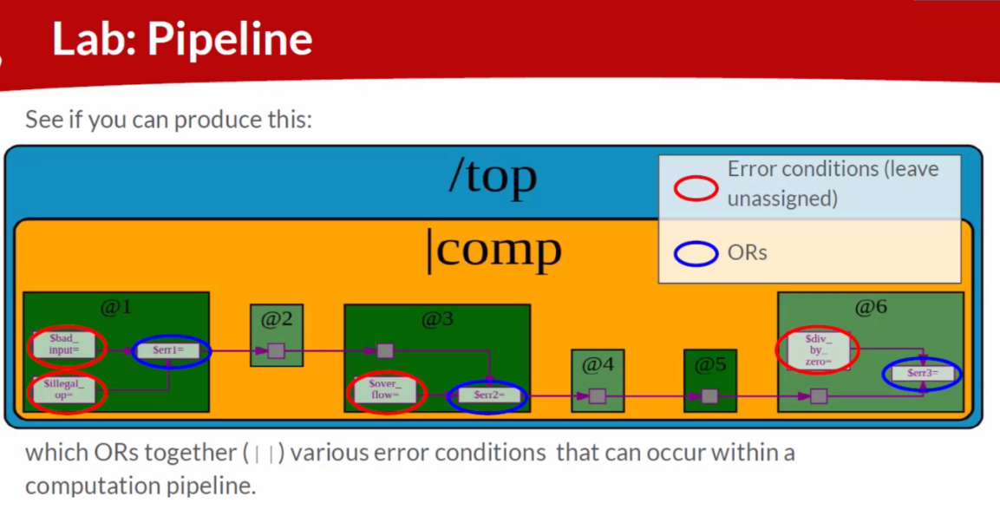 Lab: Pipeline
See if you can produce this:
/top
Error conditions (leave
unassigned)
ORs
|comp
@1
$bad_
input=
$err1=
$illegal_
op=
@2
@3
$over_
flow=
$err2=
@4
@5
@6
$div_
by_
zero=
$err3=
which ORs together (||) various error conditions that can occur within a
computation pipeline.